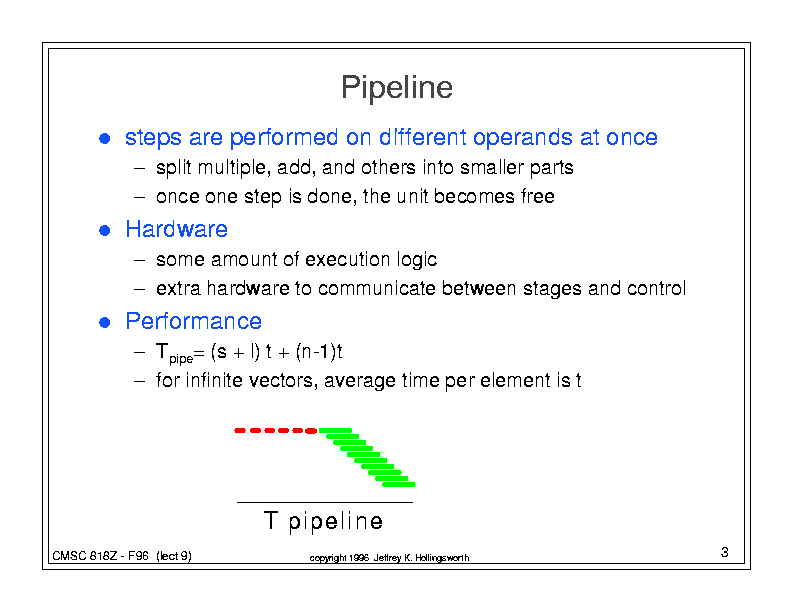 Pipeline
● steps are performed on different operands at once
– split multiple, add, and others into smaller parts
– once one step is done, the unit becomes free
● Hardware
– some amount of execution logic
– extra hardware to communicate between stages and control
● Performance
– Tpipe= (s + l) t + (n-1)t
– for infinite vectors, average time per element is t
T pipeline
CMSC 818Z - F96 (lect 9)
copyright 1996 Jeffrey K. Hollingsworth
3